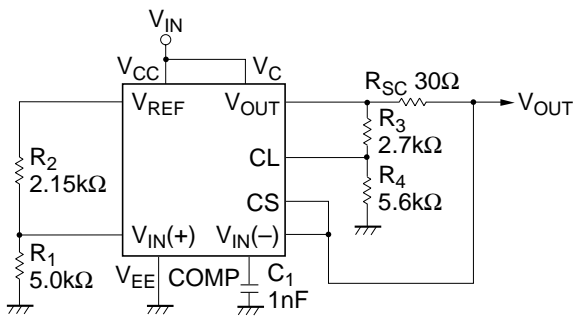 VIN
VCC
VC
VREF
VOUT
RSC 30Ω
VOUT
R3
2.7kΩ
R2
2.15kΩ
CL
R4
5.6kΩ
CS
VIN(+)
VIN(−)
R1
5.0kΩ
VEE
COMP
C1
1nF